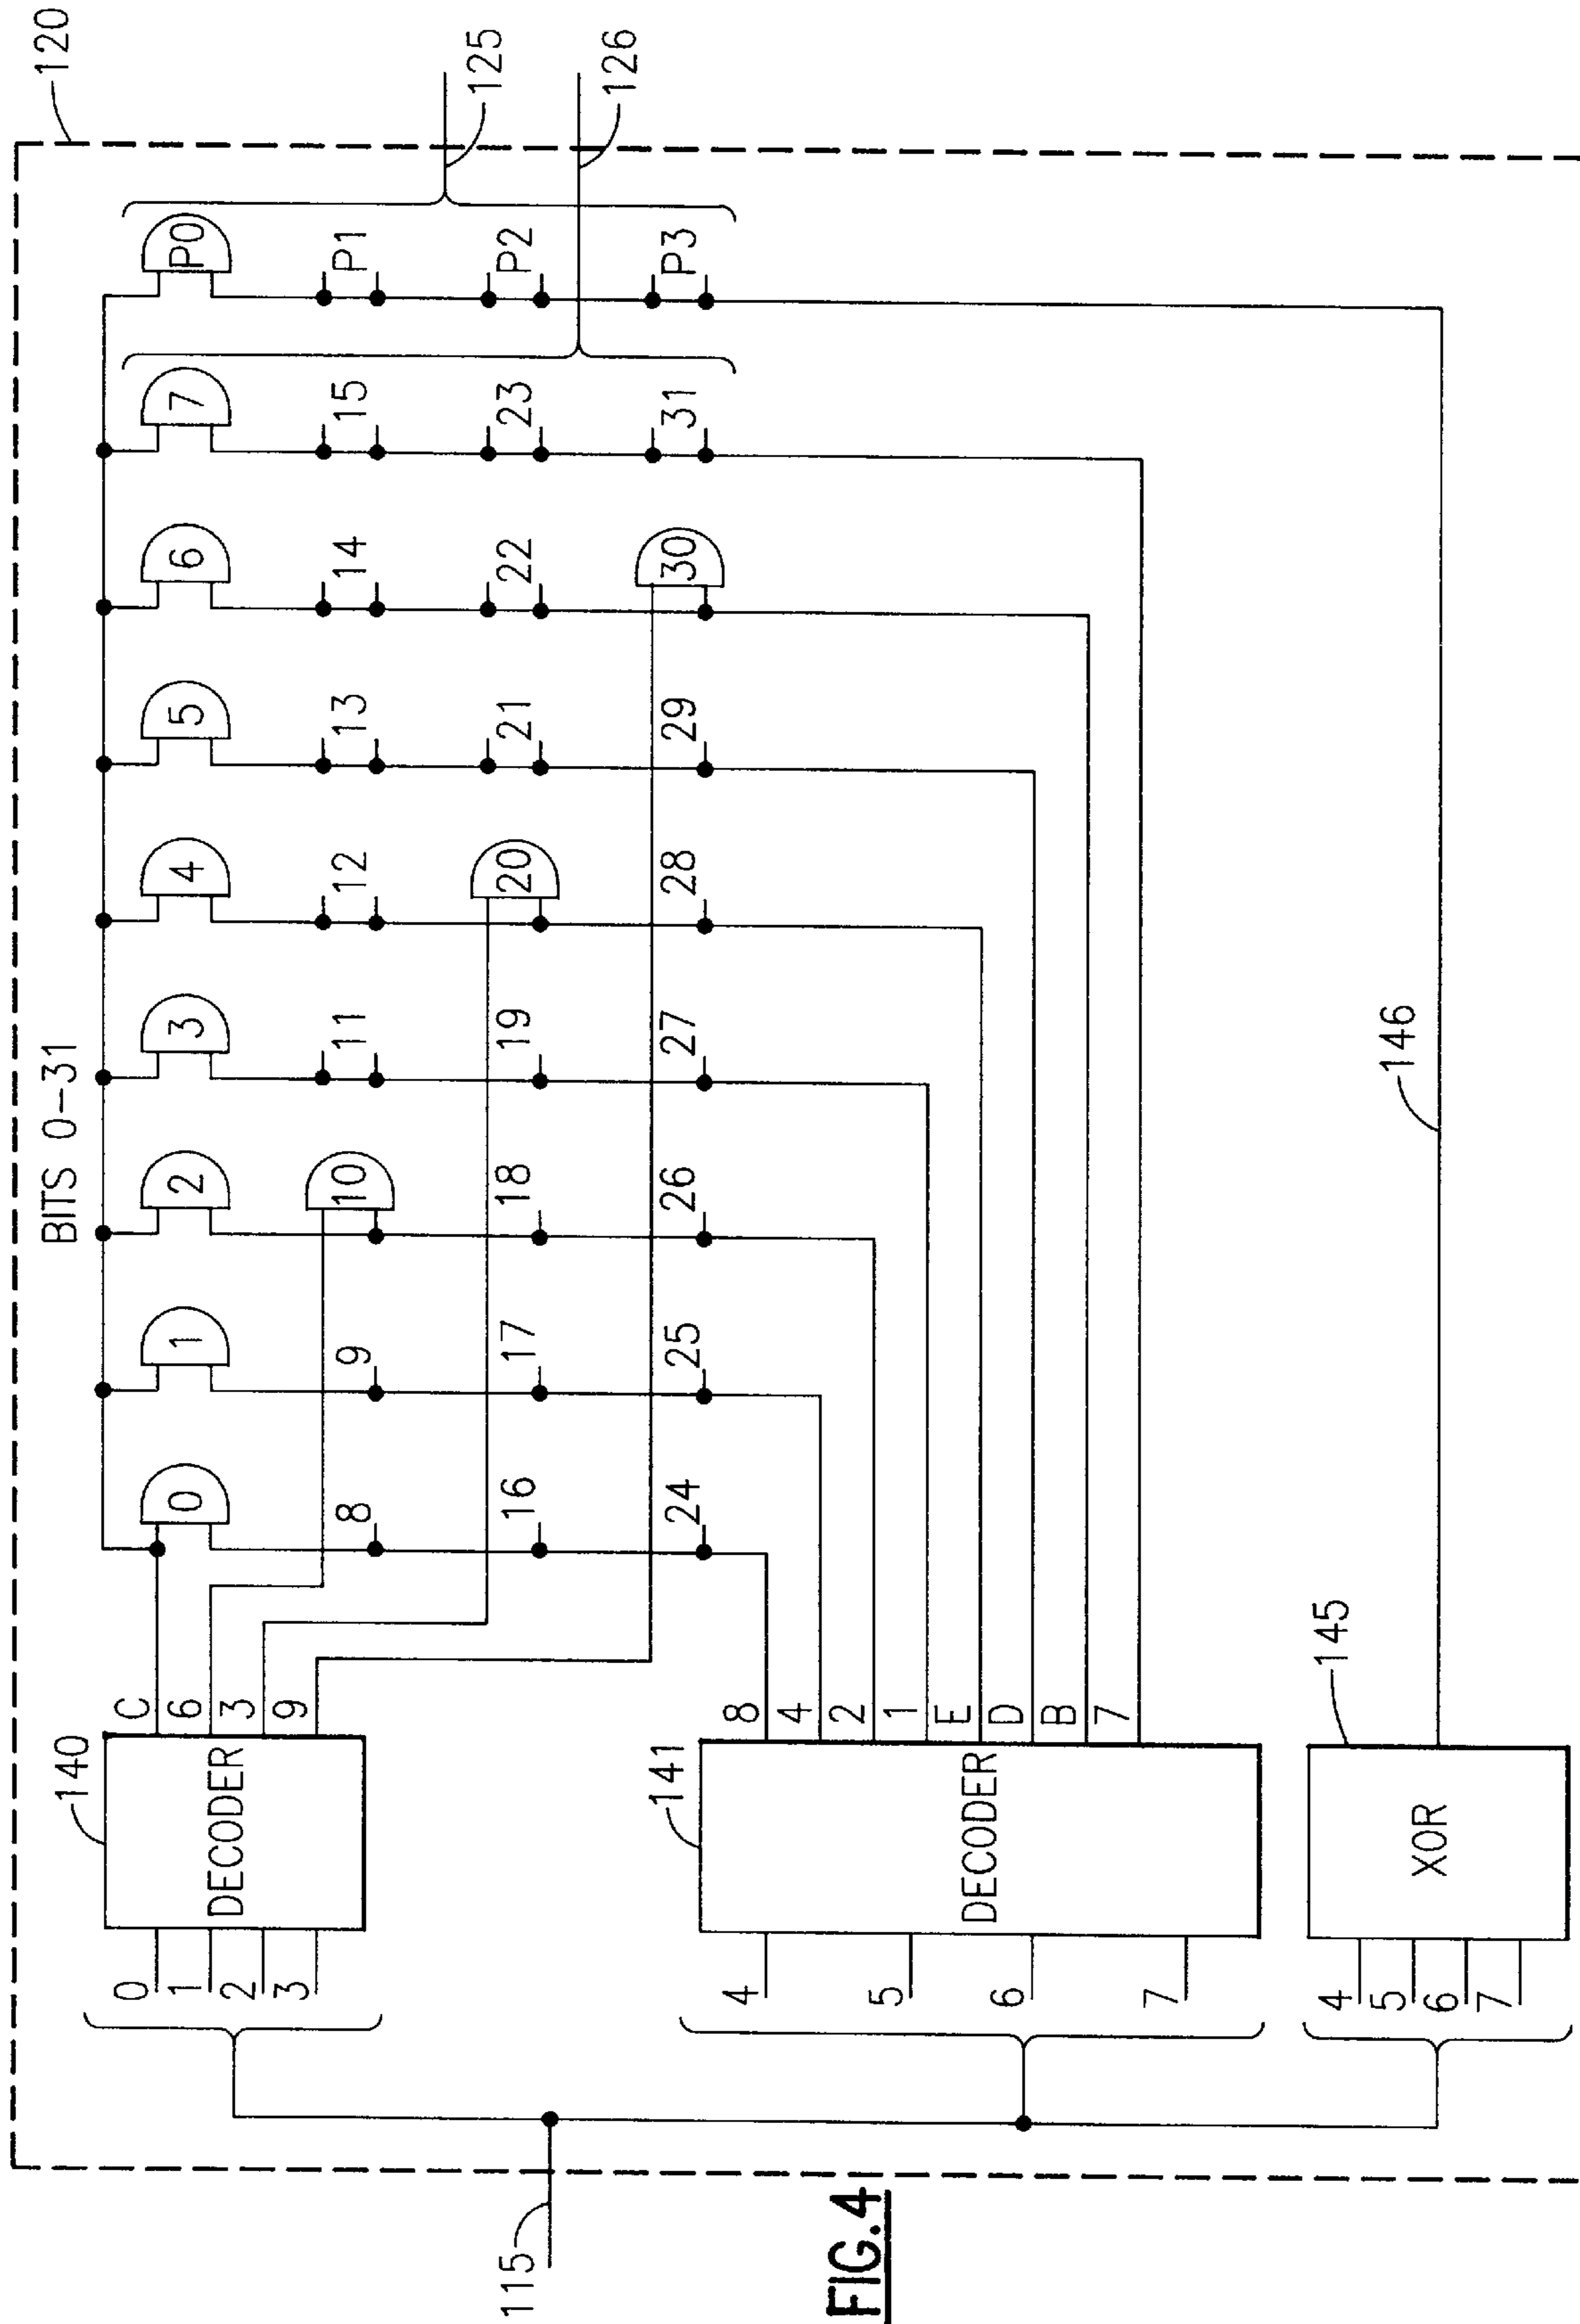 120
BITS 0-31
0 1 2 3 4 5 6 7 P0
8 9 10 11 12 13 14 15 P1
16 17 18 19 20 21 22 23 P2
24 25 26 27 28 29 30 31 P3
125
126
140
0
1
2
3
DECODER
C
6
3
9
141
4
5
6
7
DECODER
8
4
2
1
E
D
B
7
145
4
5
6
7
XOR
146
115
FIG.4